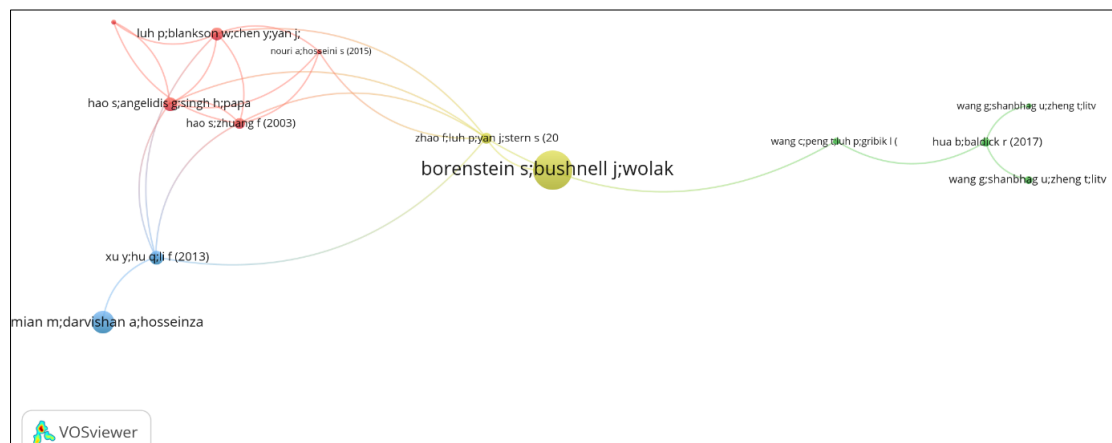 luh p;blankson w;chen y;yan j;
nouri a;hosseini s (2015)
hao s;angelidis g;singh h;papa
wang g;shanbhag u;zheng t;litv
hao s;zhuang f (2003)
zhao f;luh p;yan j;stern s (20
wang c;peng t;luh p;gribik l (
hua b;baldick r (2017)
borenstein s;bushnell j;wolak
wang g;shanbhag u;zheng t;litv
xu y;hu q;li f (2013)
mian m;darvishan a;hosseinza
VOSviewer